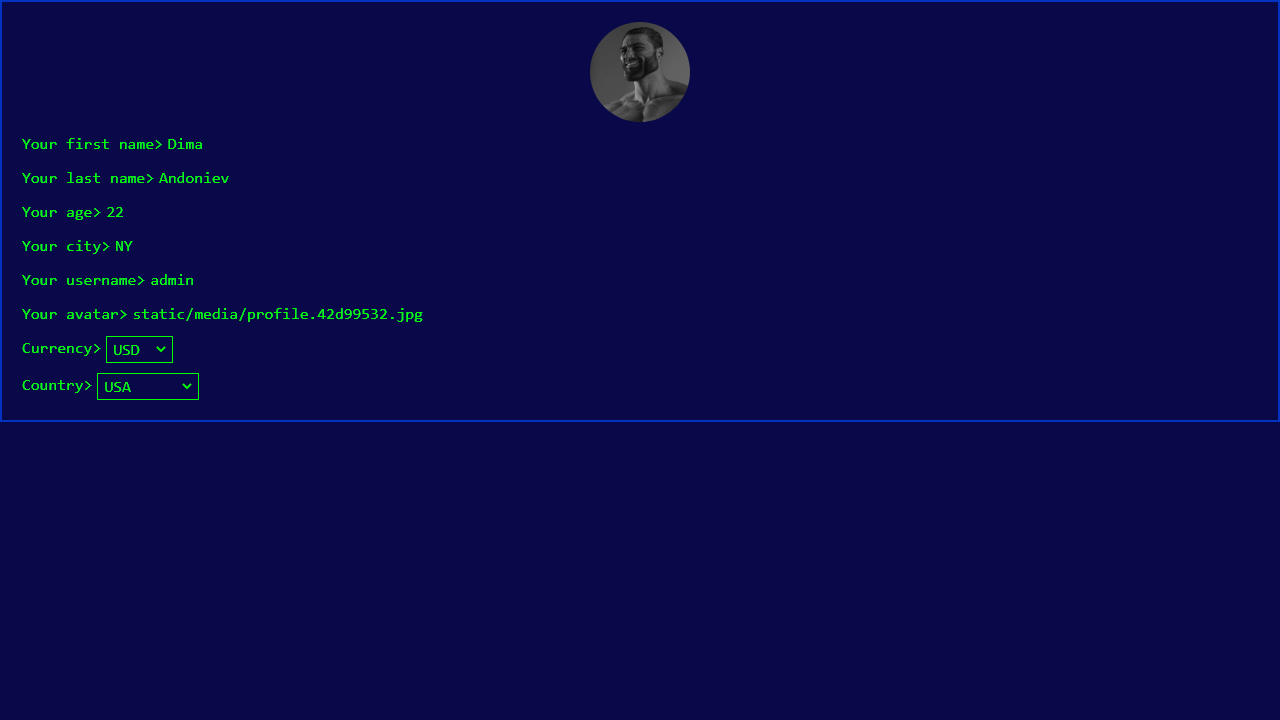 Your first name> Dima
Your last name> Andoniev
Your age> 22
Your city> NY
Your username> admin
Your avatar> static/media/profile.42d99532.jpg
Currency> USD
Country> USA